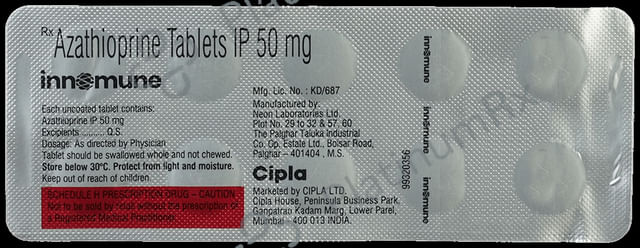 Rx Azathioprine Tablets IP 50 mg
innomune
Each uncoated tablet contains:
Azathioprine IP 50 mg
Excipients .......... Q.S.
Dosage: As directed by Physician
Tablet should be swallowed whole and not chewed.
Store below 30°C. Protect from light and moisture.
Keep out of reach of children.
SCHEDULE H PRESCRIPTION DRUG – CAUTION
Not to be sold by retail without the prescription of
a Registered Medical Practitioner.
Mfg. Lic. No. : KD/687
Manufactured by:
Neon Laboratories Ltd.
Plot No. 29 to 32 & 57, 60
The Palghar Taluka Industrial
Co. Op. Estate Ltd., Boisar Road,
Palghar – 401404 , M.S.
Cipla
Marketed by CIPLA LTD.
Cipla House, Peninsula Business Park,
Ganpatrao Kadam Marg, Lower Parel,
Mumbai - 400 013 INDIA.
99320356
innomune
innomune
innomune
innomune
PlatinumRx